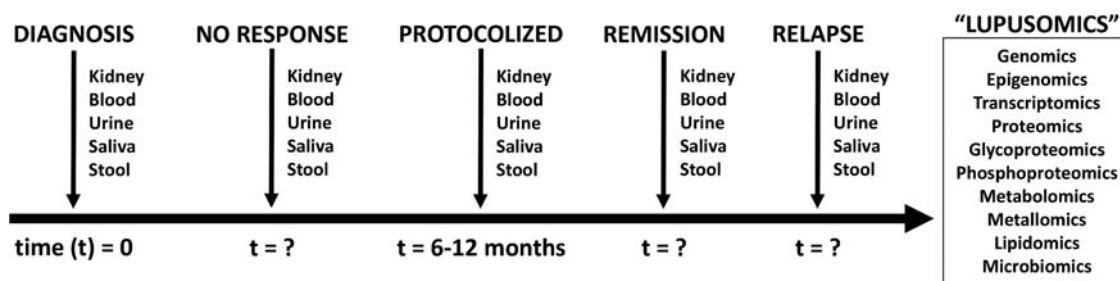 DIAGNOSIS
Kidney
Blood
Urine
Saliva
Stool
time (t) = 0
NO RESPONSE
Kidney
Blood
Urine
Saliva
Stool
t = ?
PROTOCOLIZED
Kidney
Blood
Urine
Saliva
Stool
t = 6-12 months
REMISSION
Kidney
Blood
Urine
Saliva
Stool
t = ?
RELAPSE
Kidney
Blood
Urine
Saliva
Stool
t = ?
“LUPUSOMICS”
Genomics
Epigenomics
Transcriptomics
Proteomics
Glycoproteomics
Phosphoproteomics
Metabolomics
Metallomics
Lipidomics
Microbiomics